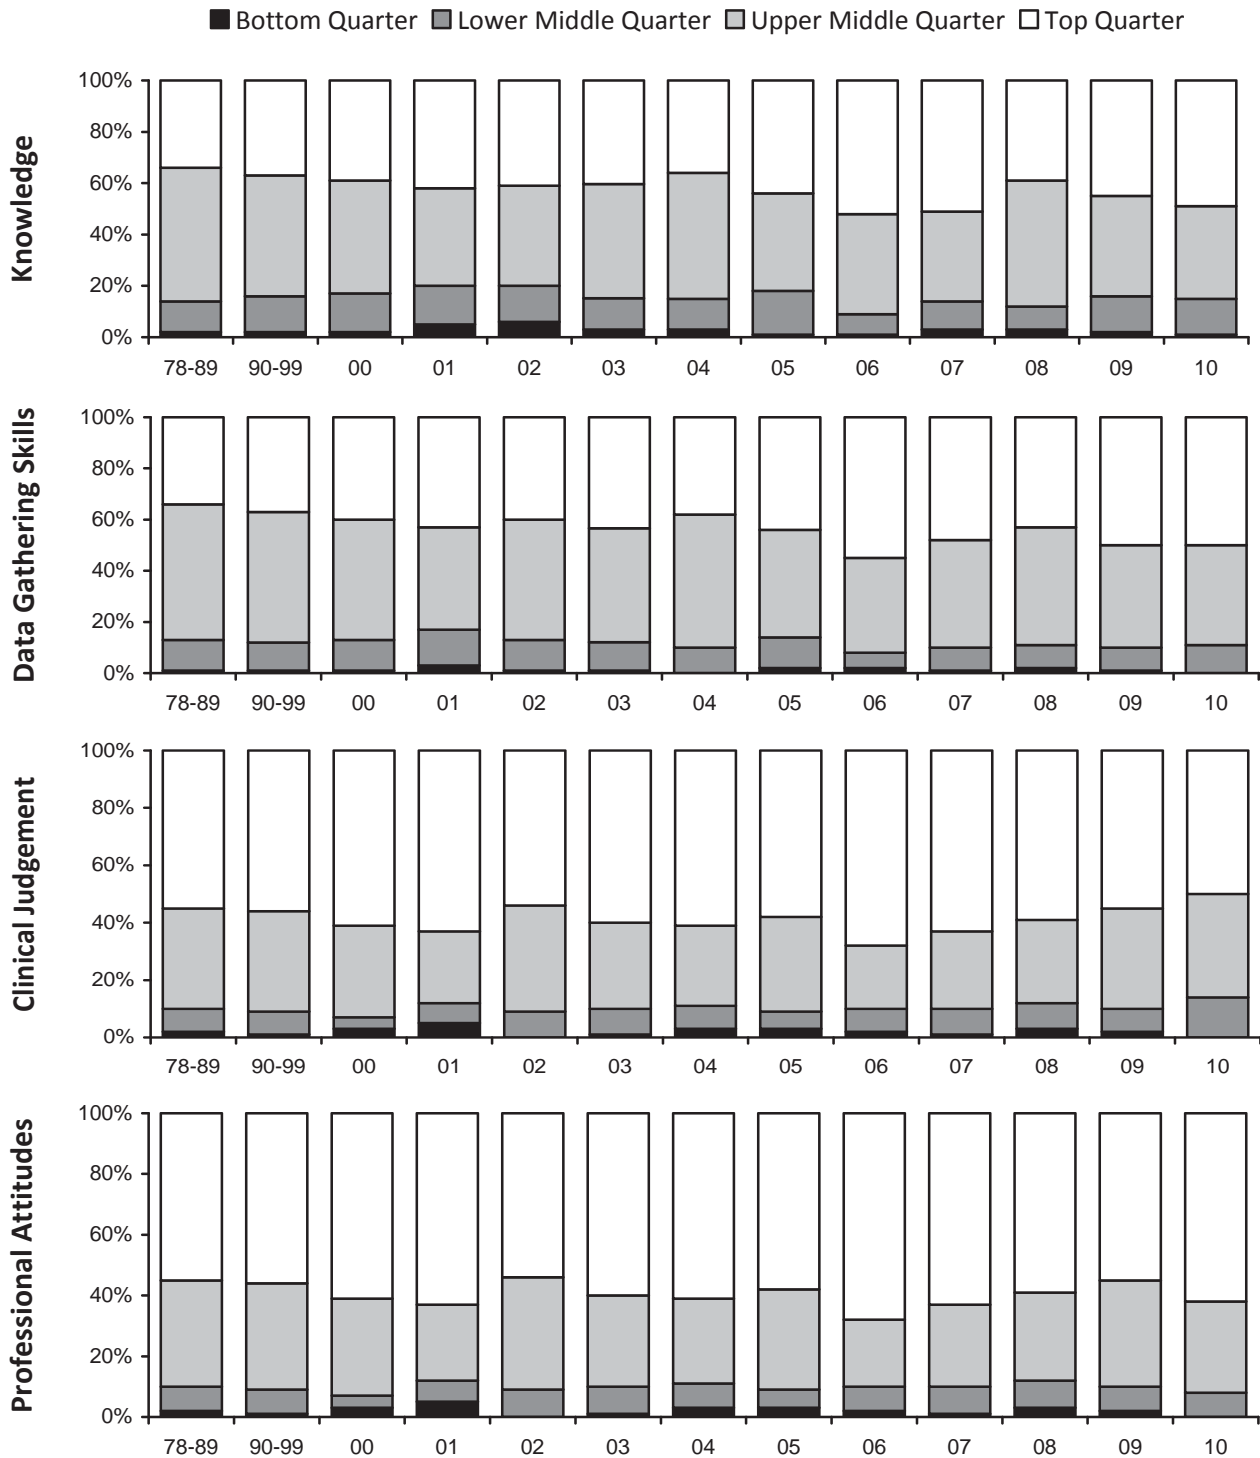 Bottom Quarter Lower Middle Quarter Upper Middle Quarter Top Quarter
Knowledge
100%
80%
60%
40%
20%
0%
78-89 90-99 00 01 02 03 04 05 06 07 08 09 10
Data Gathering Skills
100%
80%
60%
40%
20%
0%
78-89 90-99 00 01 02 03 04 05 06 07 08 09 10
Clinical Judgement
100%
80%
60%
40%
20%
0%
78-89 90-99 00 01 02 03 04 05 06 07 08 09 10
Professional Attitudes
100%
80%
60%
40%
20%
0%
78-89 90-99 00 01 02 03 04 05 06 07 08 09 10